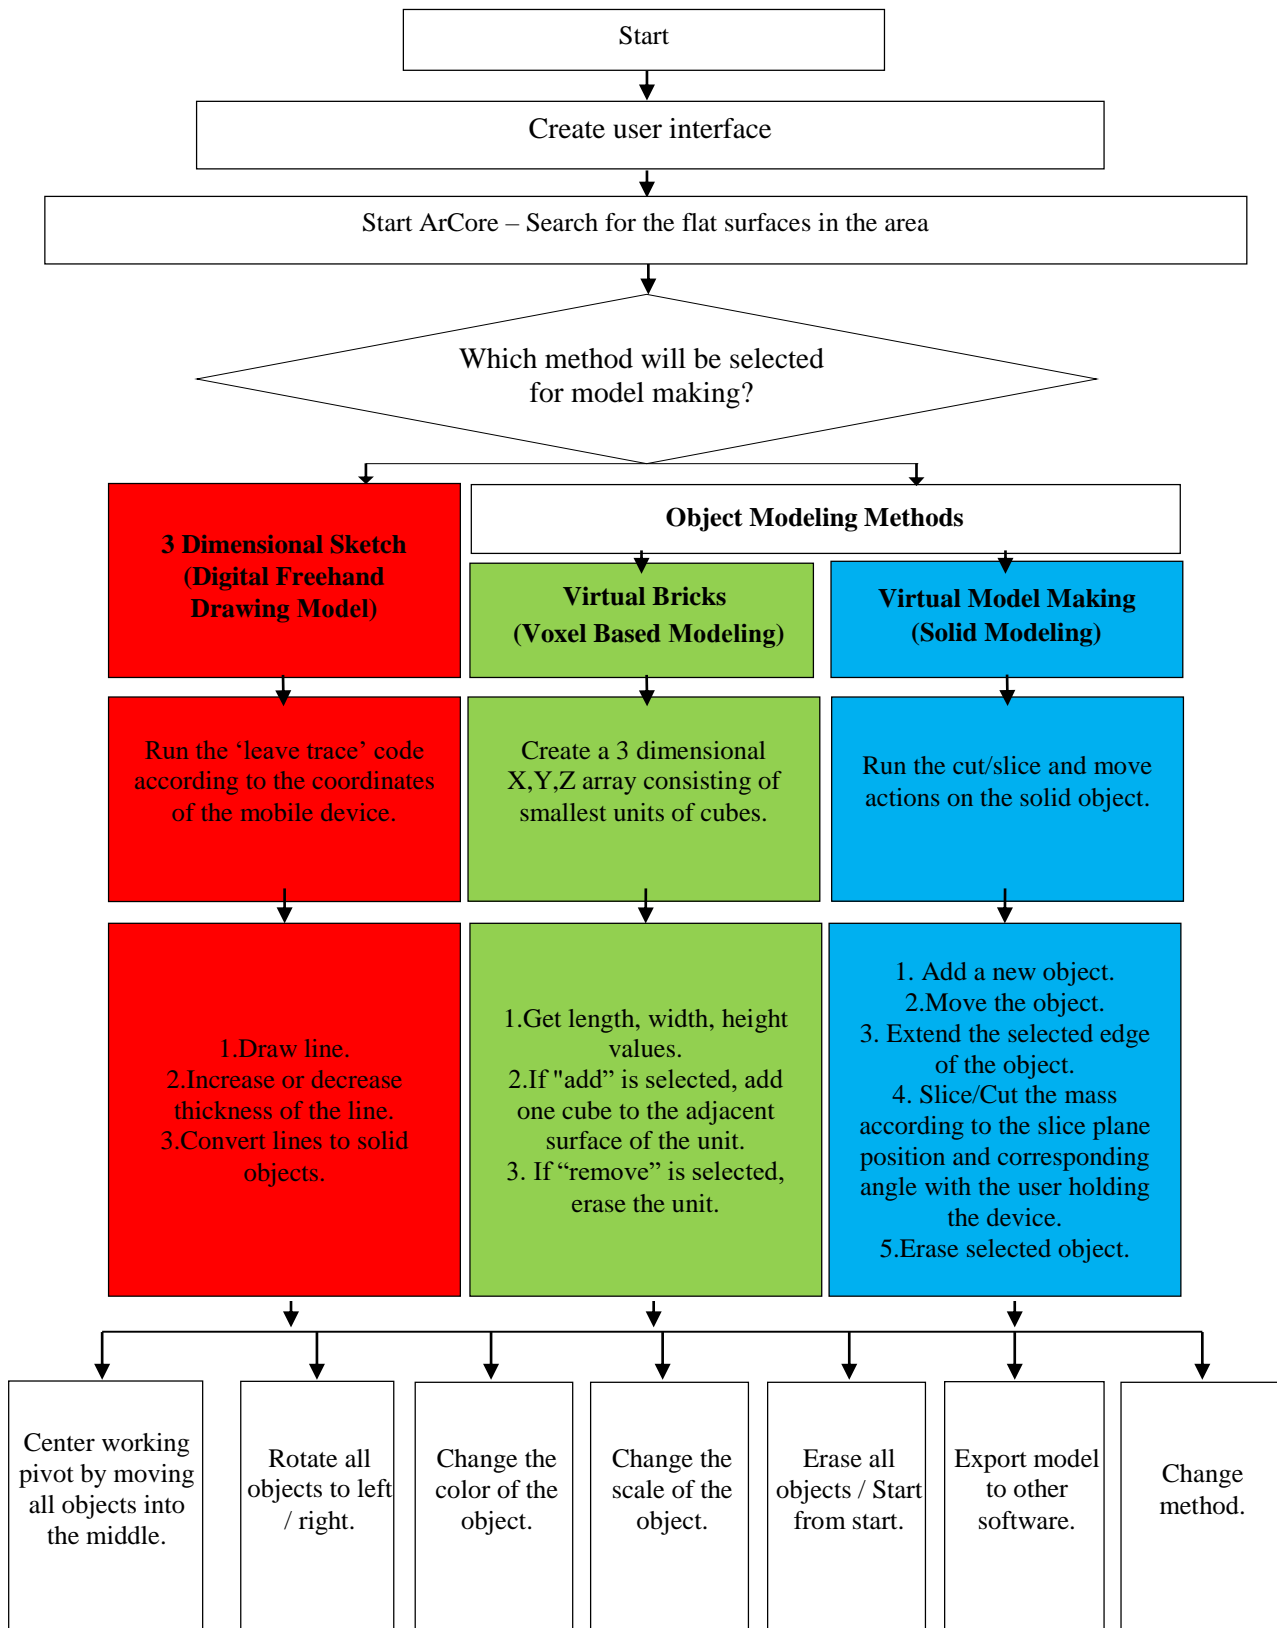 Start
Create user interface
Start ArCore – Search for the flat surfaces in the area
Which method will be selected
for model making?
3 Dimensional Sketch
(Digital Freehand
Drawing Model)
Object Modeling Methods
Virtual Bricks
(Voxel Based Modeling)
Virtual Model Making
(Solid Modeling)
Run the ‘leave trace’ code
according to the coordinates
of the mobile device.
Create a 3 dimensional
X,Y,Z array consisting of
smallest units of cubes.
Run the cut/slice and move
actions on the solid object.
1.Draw line.
2.Increase or decrease
thickness of the line.
3.Convert lines to solid
objects.
1.Get length, width, height
values.
2.If "add” is selected, add
one cube to the adjacent
surface of the unit.
3. If “remove” is selected,
erase the unit.
1. Add a new object.
2.Move the object.
3. Extend the selected edge
of the object.
4. Slice/Cut the mass
according to the slice plane
position and corresponding
angle with the user holding
the device.
5.Erase selected object.
Center working
pivot by moving
all objects into
the middle.
Rotate all
objects to left
/ right.
Change the
color of the
object.
Change the
scale of the
object.
Erase all
objects / Start
from start.
Export model
to other
software.
Change
method.